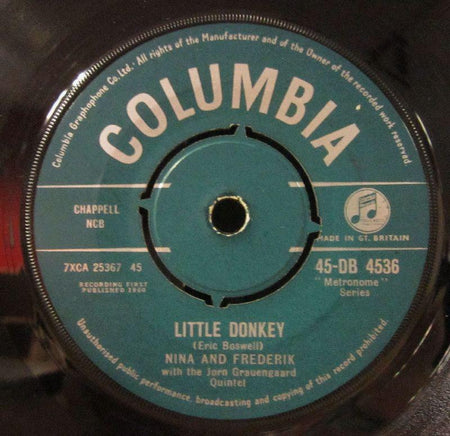 Columbia Graphophone Co. Ltd. · All rights of the Manufacturer and of the Owner of the recorded work reserved
COLUMBIA
CHAPPELL
NCB
MADE IN GT. BRITAIN
7XCA 25367 45
RECORDING FIRST
PUBLISHED 1960
45-DB 4536
"Metronome"
Series
LITTLE DONKEY
(Eric Boswell)
NINA AND FREDERIK
with the Jorn Grauengaard
Quintet
Unauthorised public performance, broadcasting and copying of this record prohibited.